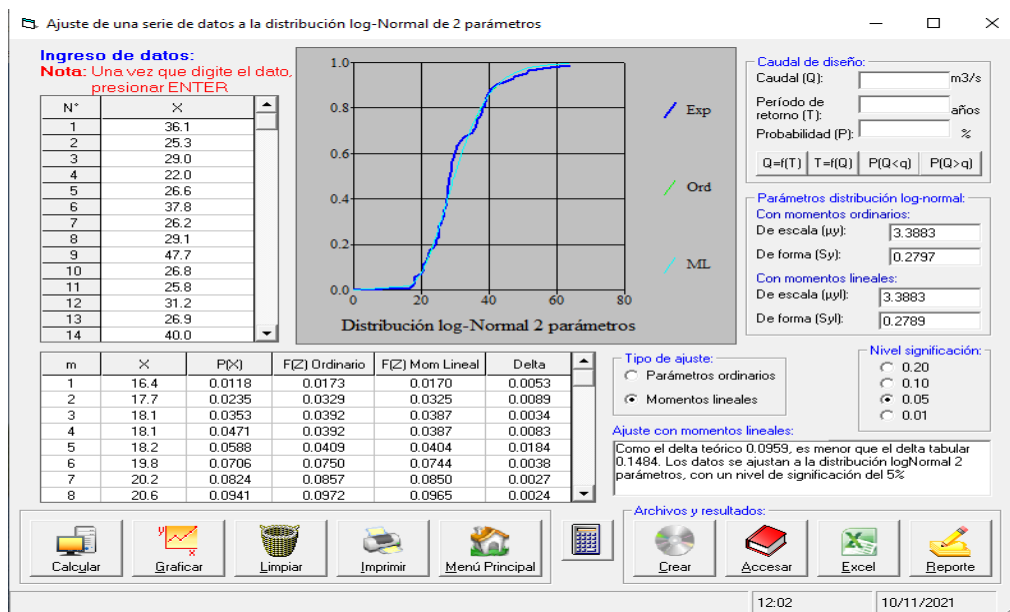 Ajuste de una serie de datos a la distribución log-Normal de 2 parámetros
Ingreso de datos:
Nota: Una vez que digite el dato,
presionar ENTER
N° X
1 36.1
2 25.3
3 29.0
4 22.0
5 26.6
6 37.8
7 26.2
8 29.1
9 47.7
10 26.8
11 25.8
12 31.2
13 26.9
14 40.0
1.0
0.8
0.6
0.4
0.2
0.0
0 20 40 60 80
Exp
Ord
ML
Distribución log-Normal 2 parámetros
Caudal de diseño:
Caudal (Q): m3/s
Período de
retorno (T): años
Probabilidad (P): %
Q=f(T) T=f(Q) P(Q<q) P(Q>q)
Parámetros distribución log-normal:
Con momentos ordinarios:
De escala (µy): 3.3883
De forma (Sy): 0.2797
Con momentos lineales:
De escala (µyl): 3.3883
De forma (Syl): 0.2789
m X P(X) F(Z) Ordinario F(Z) Mom Lineal Delta
1 16.4 0.0118 0.0173 0.0170 0.0053
2 17.7 0.0235 0.0329 0.0325 0.0089
3 18.1 0.0353 0.0392 0.0387 0.0034
4 18.1 0.0471 0.0392 0.0387 0.0083
5 18.2 0.0588 0.0409 0.0404 0.0184
6 19.8 0.0706 0.0750 0.0744 0.0038
7 20.2 0.0824 0.0857 0.0850 0.0027
8 20.6 0.0941 0.0972 0.0965 0.0024
Tipo de ajuste:
Parámetros ordinarios
Momentos lineales
Nivel significación:
0.20
0.10
0.05
0.01
Ajuste con momentos lineales:
Como el delta teórico 0.0959, es menor que el delta tabular
0.1484. Los datos se ajustan a la distribución logNormal 2
parámetros, con un nivel de significación del 5%
Calcular
y
x
Graficar
Limpiar
Imprimir
Menú Principal
Archivos y resultados:
Crear
Accesar
Excel
Reporte
12:02 10/11/2021